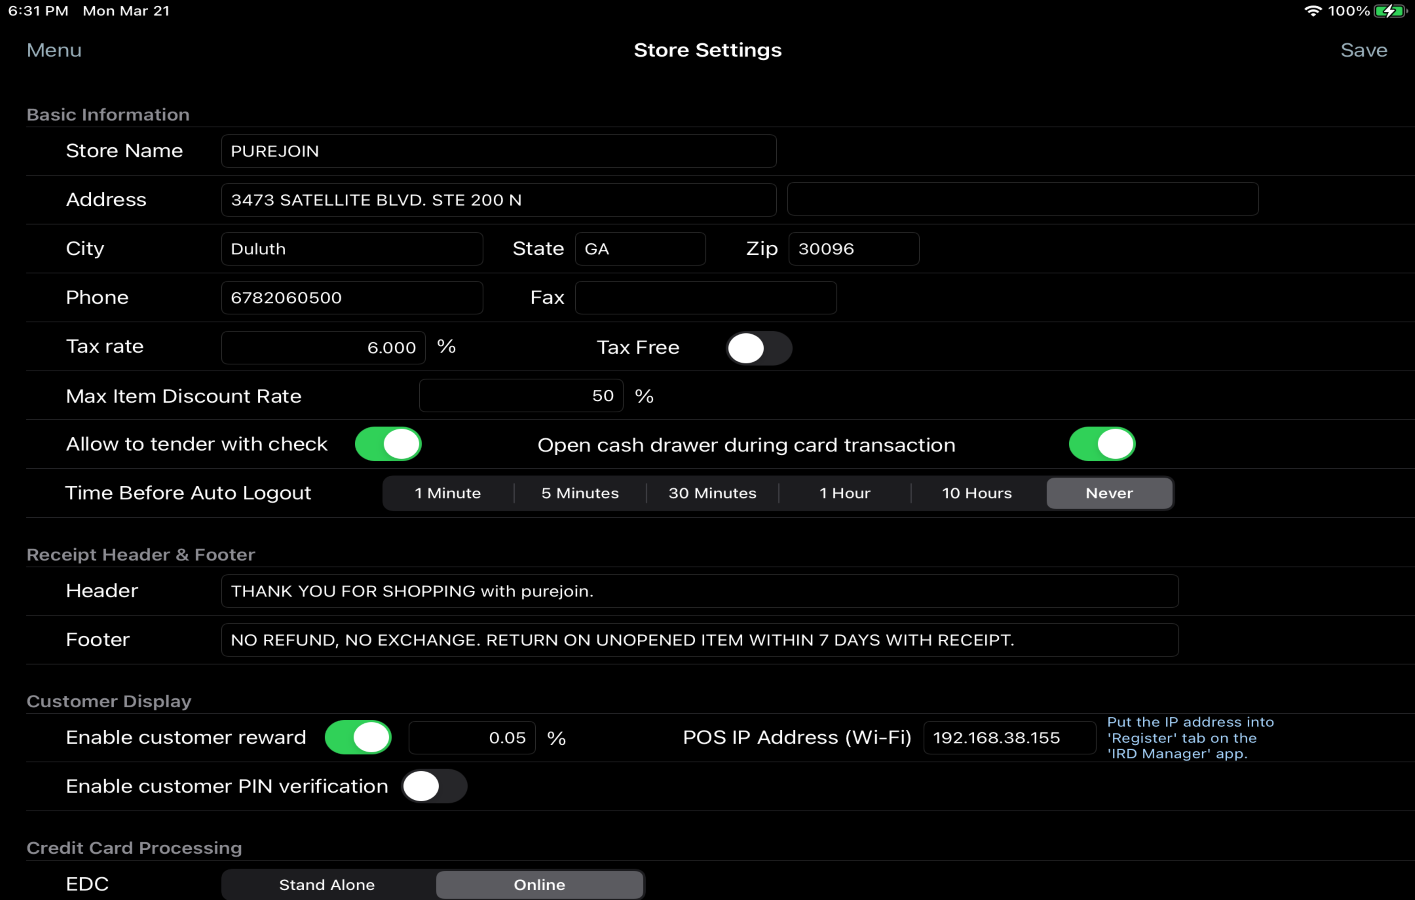 6:31 PM Mon Mar 21 100%
Menu Store Settings Save
Basic Information
Store Name PUREJOIN
Address 3473 SATELLITE BLVD. STE 200 N
City Duluth State GA Zip 30096
Phone 6782060500 Fax
Tax rate 6.000 % Tax Free
Max Item Discount Rate 50 %
Allow to tender with check Open cash drawer during card transaction
Time Before Auto Logout 1 Minute 5 Minutes 30 Minutes 1 Hour 10 Hours Never
Receipt Header & Footer
Header THANK YOU FOR SHOPPING with purejoin.
Footer NO REFUND, NO EXCHANGE. RETURN ON UNOPENED ITEM WITHIN 7 DAYS WITH RECEIPT.
Customer Display
Enable customer reward 0.05 % POS IP Address (Wi-Fi) 192.168.38.155
Put the IP address into
'Register' tab on the
'IRD Manager' app.
Enable customer PIN verification
Credit Card Processing
EDC Stand Alone Online